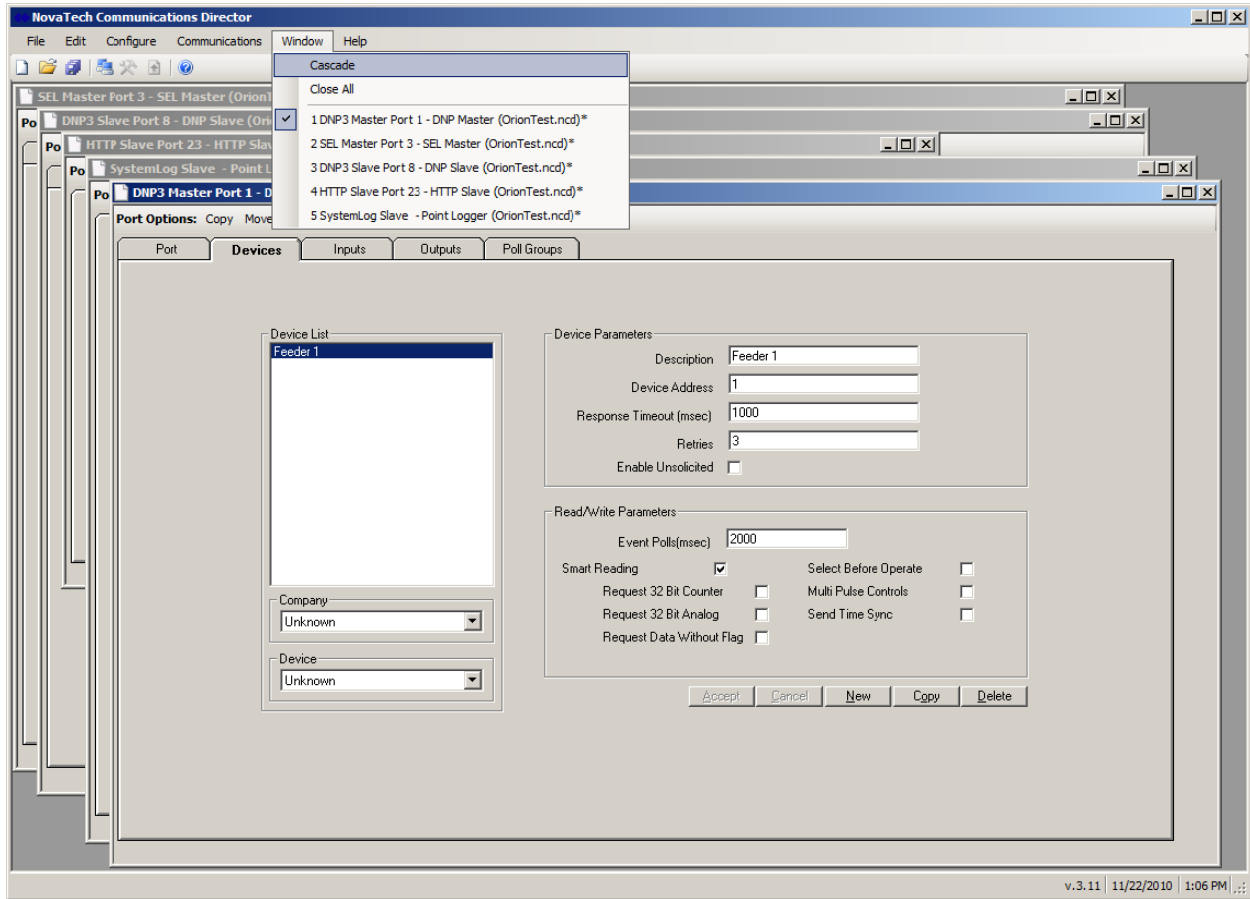 NovaTech Communications Director
File Edit Configure Communications Window Help
Cascade
Close All
1 DNP3 Master Port 1 - DNP Master (OrionTest.ncd)*
2 SEL Master Port 3 - SEL Master (OrionTest.ncd)*
3 DNP3 Slave Port 8 - DNP Slave (OrionTest.ncd)*
4 HTTP Slave Port 23 - HTTP Slave (OrionTest.ncd)*
5 SystemLog Slave - Point Logger (OrionTest.ncd)*
SEL Master Port 3 - SEL Master (OrionT
Po DNP3 Slave Port 8 - DNP Slave (Ori
Po HTTP Slave Port 23 - HTTP Slav
Po SystemLog Slave - Point L
Po DNP3 Master Port 1 - D
Port Options: Copy Move
Port Devices Inputs Outputs Poll Groups
Device List
Feeder 1
Company
Unknown
Device
Unknown
Device Parameters
Description Feeder 1
Device Address 1
Response Timeout (msec) 1000
Retries 3
Enable Unsolicited
Read/Write Parameters
Event Polls(msec) 2000
Smart Reading Select Before Operate
Request 32 Bit Counter Multi Pulse Controls
Request 32 Bit Analog Send Time Sync
Request Data Without Flag
Accept Cancel New Copy Delete
v.3.11 11/22/2010 1:06 PM